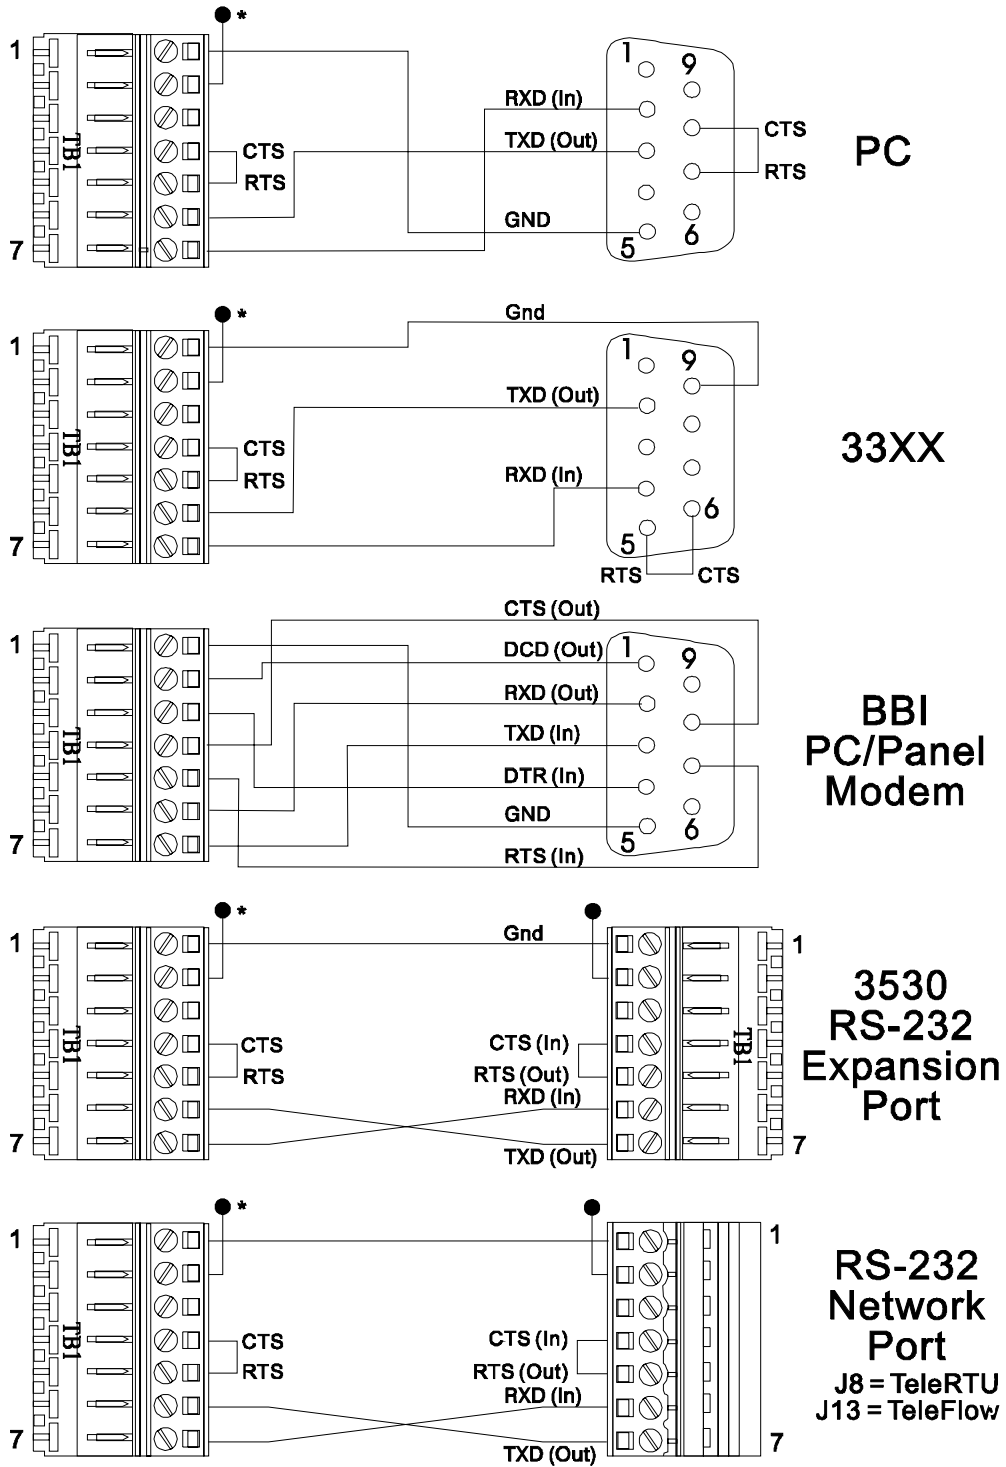 *
1
TB1
7
CTS
RTS
RXD (In)
TXD (Out)
GND
1
9
5
6
CTS
RTS
PC
*
1
TB1
7
CTS
RTS
Gnd
TXD (Out)
RXD (In)
1
9
6
5
RTS
CTS
33XX
1
TB1
7
CTS (Out)
DCD (Out)
RXD (Out)
TXD (In)
DTR (In)
GND
RTS (In)
1
9
5
6
BBI
PC/Panel
Modem
*
1
TB1
7
CTS
RTS
Gnd
CTS (In)
RTS (Out)
RXD (In)
TXD (Out)
TB1
1
7
3530
RS-232
Expansion
Port
*
1
TB1
7
CTS
RTS
CTS (In)
RTS (Out)
RXD (In)
TXD (Out)
1
7
RS-232
Network
Port
J8 = TeleRTU
J13 = TeleFlow